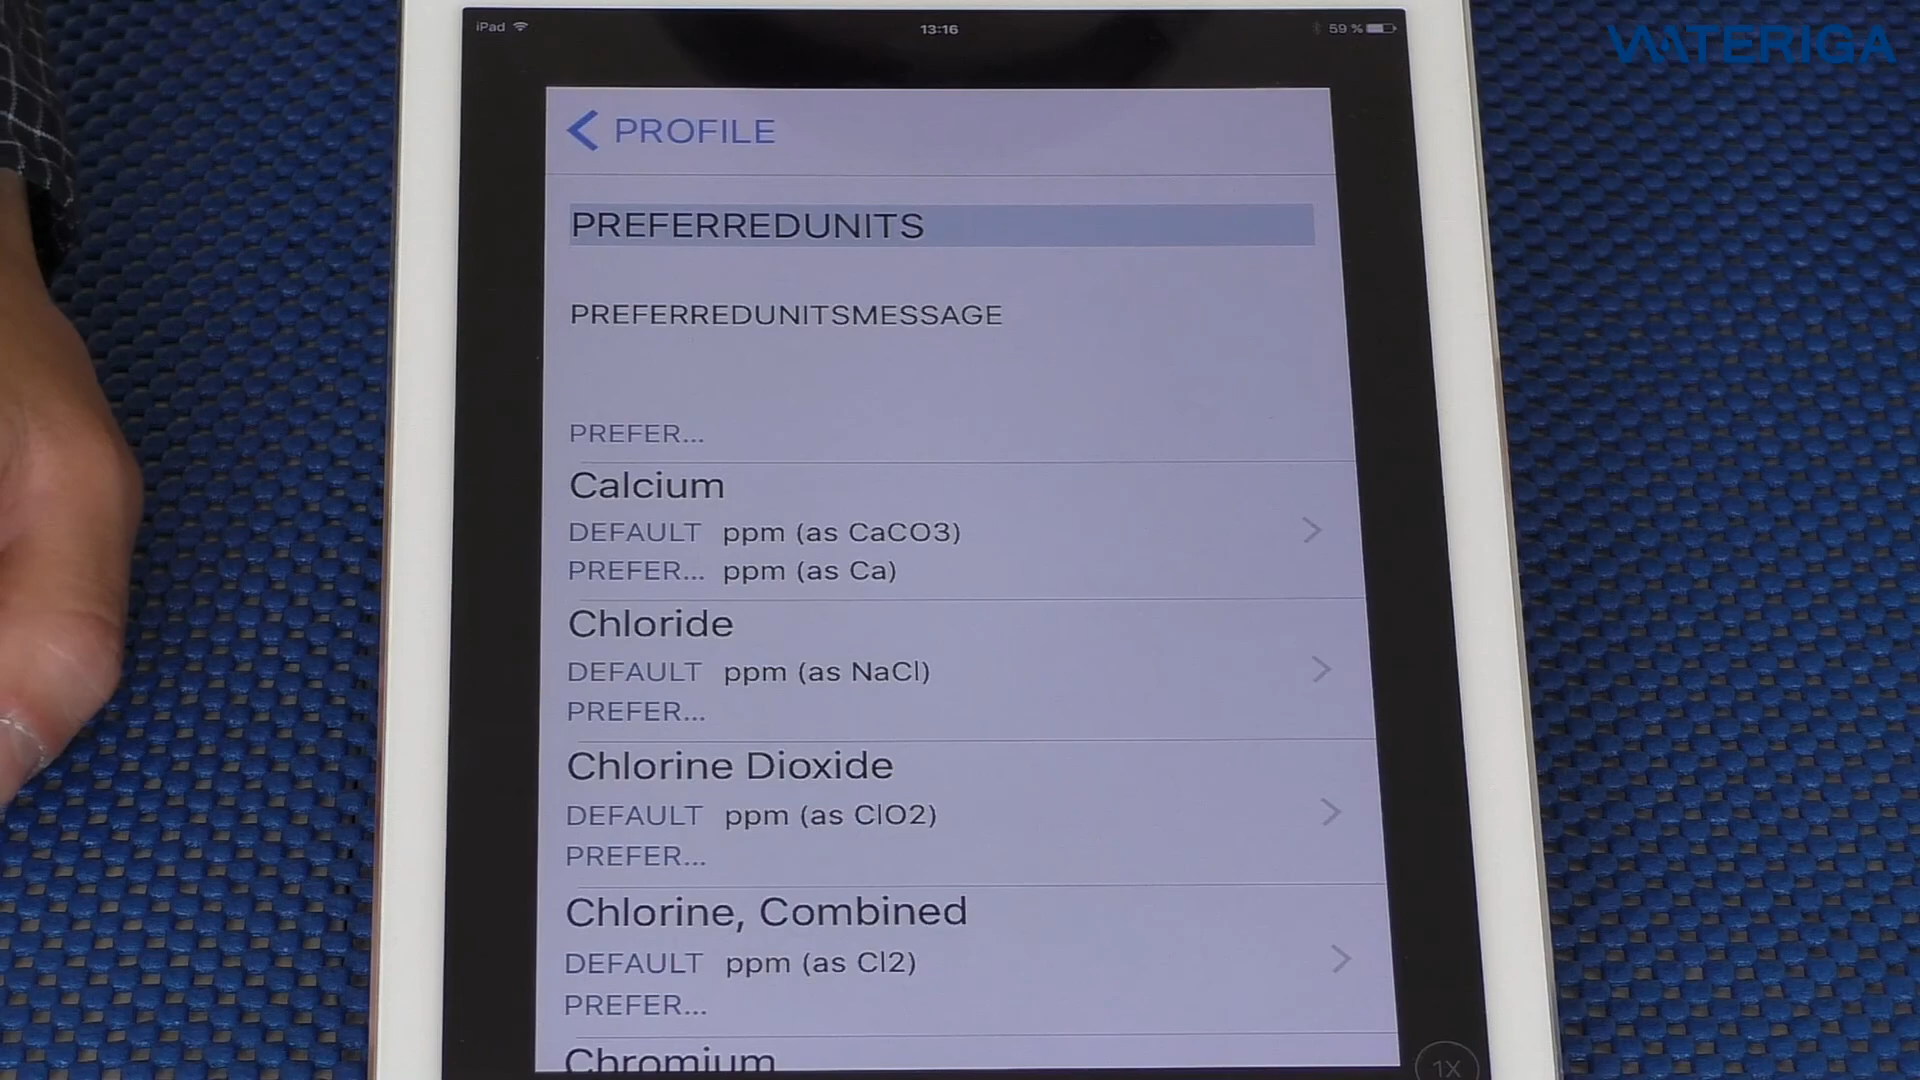 iPad
13:16
59 %
WATERIGA
PROFILE
PREFERREDUNITS
PREFERREDUNITSMESSAGE
PREFER...
Calcium
DEFAULT ppm (as CaCO3)
PREFER... ppm (as Ca)
Chloride
DEFAULT ppm (as NaCl)
PREFER...
Chlorine Dioxide
DEFAULT ppm (as ClO2)
PREFER...
Chlorine, Combined
DEFAULT ppm (as Cl2)
PREFER...
Chromium
1X